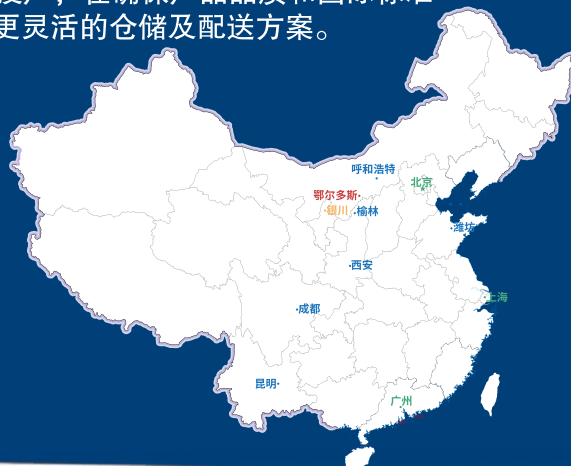 更灵活的仓储及配送方案。
呼和浩特
北京
鄂尔多斯
银川
榆林
潍坊
西安
上海
成都
昆明
广州